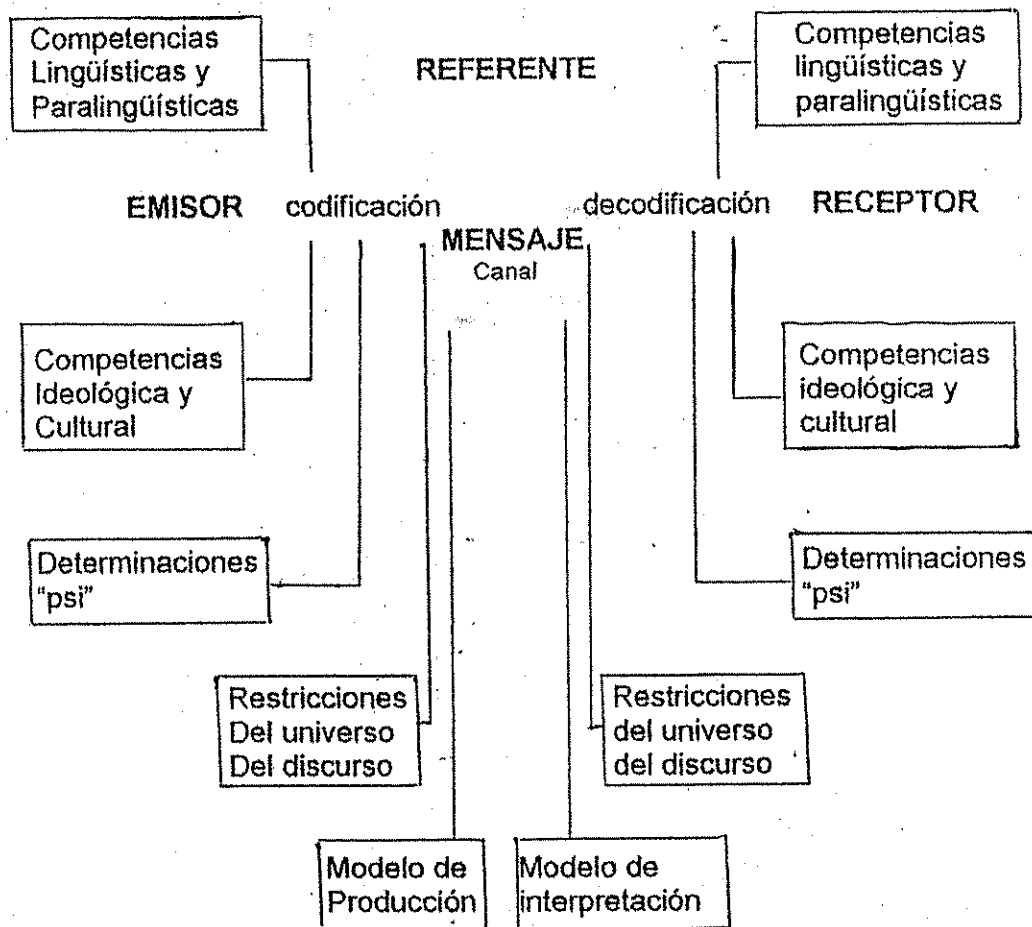 Competencias
Lingüísticas y
Paralingüísticas
REFERENTE
Competencias
lingüísticas y
paralingüísticas
EMISOR codificación decodificación RECEPTOR
MENSAJE
Canal
Competencias
Ideológica y
Cultural
Competencias
ideológica y
cultural
Determinaciones
"psi"
Determinaciones
"psi"
Restricciones
Del universo
Del discurso
Restricciones
del universo
del discurso
Modelo de
Producción
Modelo de
interpretación